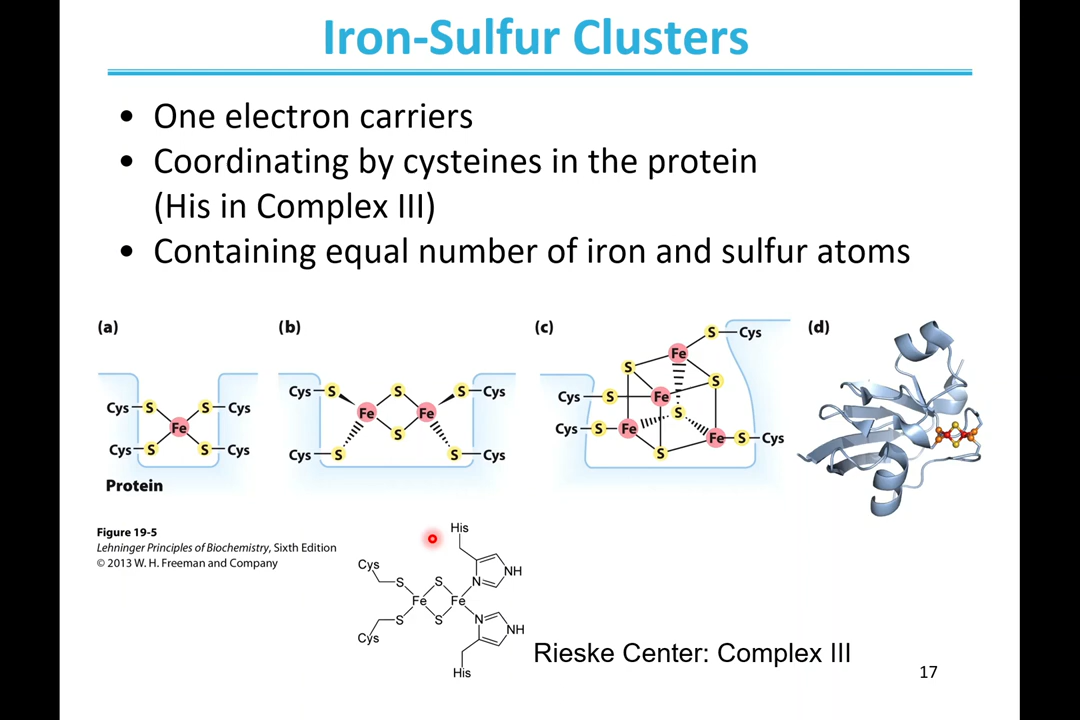 Iron-Sulfur Clusters
• One electron carriers
• Coordinating by cysteines in the protein
(His in Complex III)
• Containing equal number of iron and sulfur atoms
(a)
Cys S S Cys
Fe
Cys S S Cys
Protein
(b)
Cys S S S Cys
Fe Fe
S
Cys S S Cys
(c)
S Cys
Fe
S
S
Cys S Fe
S
Cys S Fe
Fe S Cys
S
(d)
Figure 19-5
Lehninger Principles of Biochemistry, Sixth Edition
© 2013 W. H. Freeman and Company
His
Cys
S S N NH
Fe Fe
S S N NH
Cys
His
Rieske Center: Complex III
17